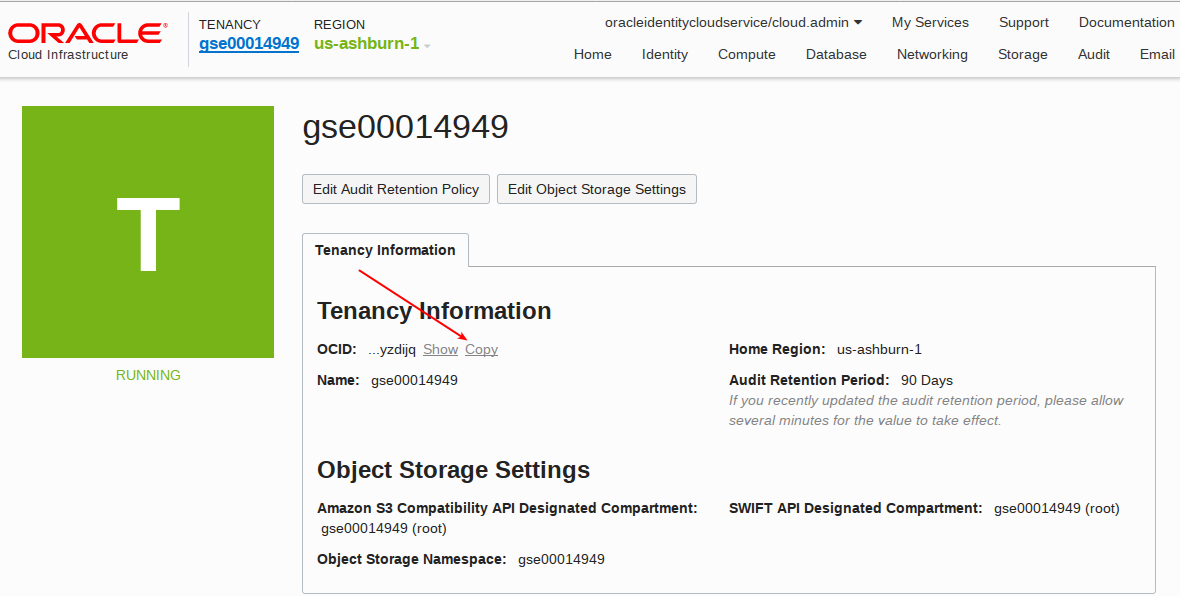 ORACLE®
Cloud Infrastructure
TENANCY
gse00014949
REGION
us-ashburn-1
oracleidentitycloudservice/cloud.admin My Services Support Documentation
Home Identity Compute Database Networking Storage Audit Email
T
RUNNING
gse00014949
Edit Audit Retention Policy Edit Object Storage Settings
Tenancy Information
Tenancy Information
OCID: ...yzdijq Show Copy
Name: gse00014949
Home Region: us-ashburn-1
Audit Retention Period: 90 Days
If you recently updated the audit retention period, please allow
several minutes for the value to take effect.
Object Storage Settings
Amazon S3 Compatibility API Designated Compartment:
gse00014949 (root)
SWIFT API Designated Compartment: gse00014949 (root)
Object Storage Namespace: gse00014949